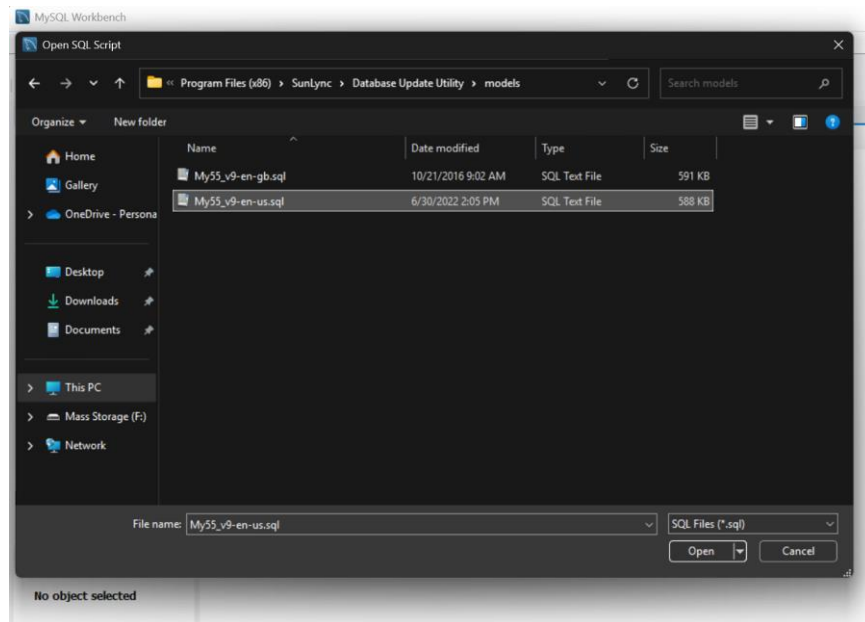 MySQL Workbench
Open SQL Script
« Program Files (x86) › SunLync › Database Update Utility › models
Search models
Organize
New folder
Name Date modified Type Size
My55_v9-en-gb.sql 10/21/2016 9:02 AM SQL Text File 591 KB
My55_v9-en-us.sql 6/30/2022 2:05 PM SQL Text File 588 KB
Home
Gallery
OneDrive - Persona
Desktop
Downloads
Documents
This PC
Mass Storage (F:)
Network
File name: My55_v9-en-us.sql SQL Files (*.sql)
Open Cancel
No object selected